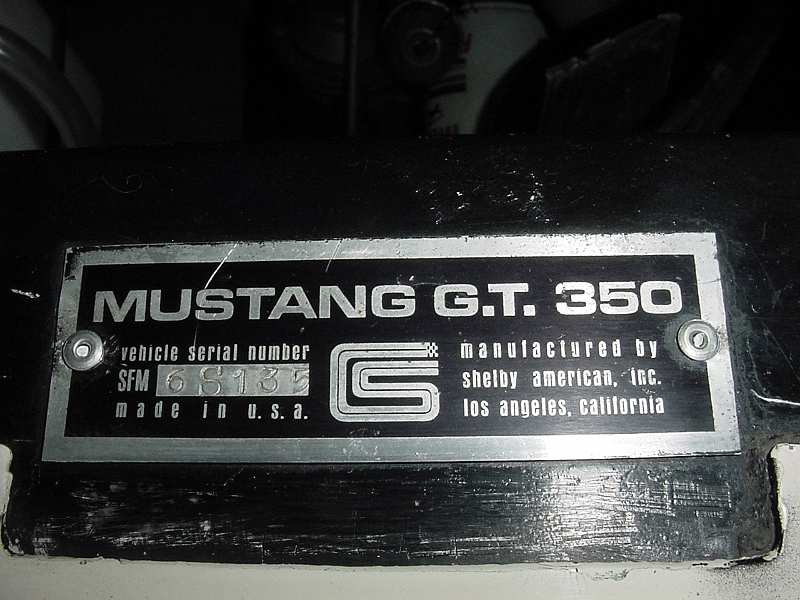 MUSTANG G.T. 350
vehicle serial number
SFM 6S135
made in u.s.a.
manufactured by
shelby american, inc.
los angeles, california